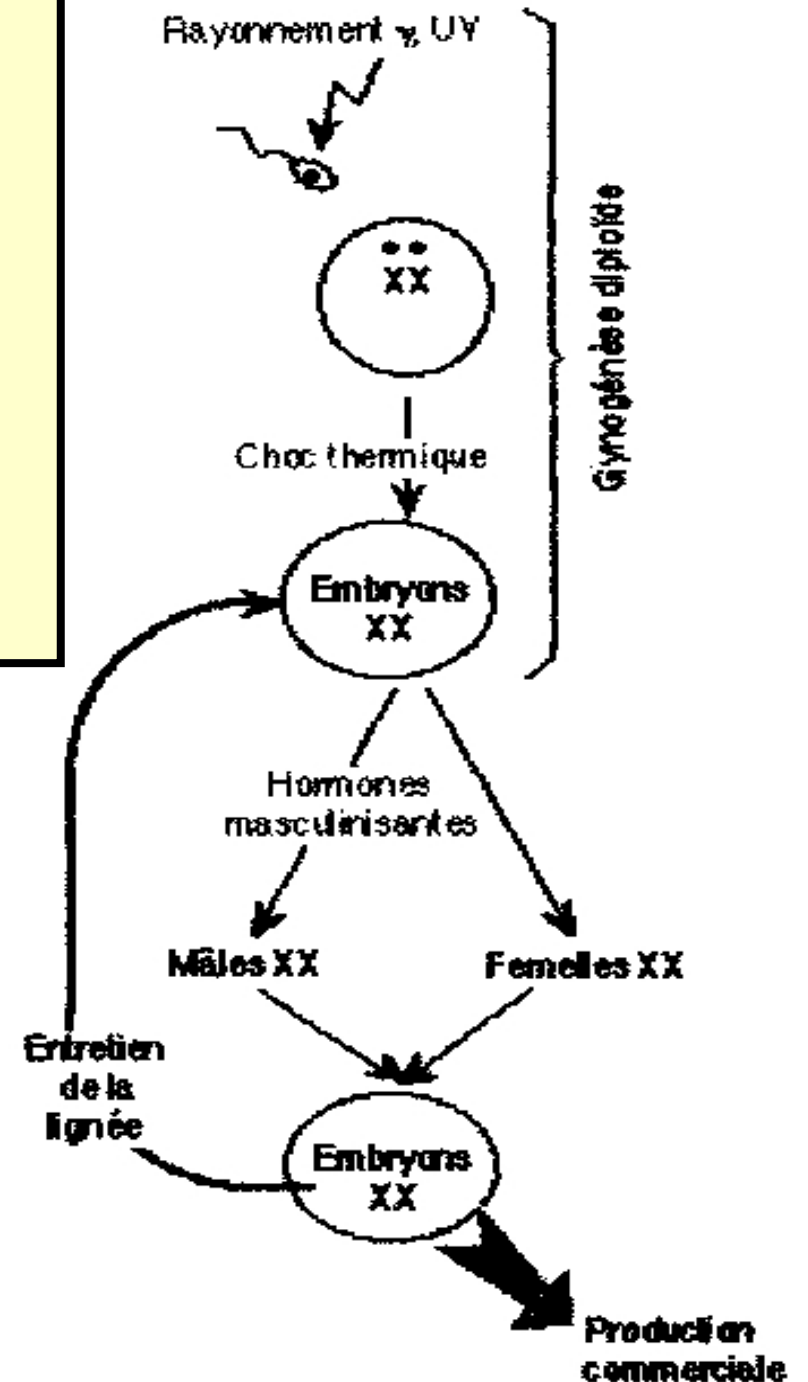 Rayonnement γ, UV
XX
Choc thermique
Gynogénèse diploïde
Embryons
XX
Hormones
masculinisantes
Mâles XX
Femelles XX
Entretien
de la
lignée
Embryons
XX
Production
commerciale